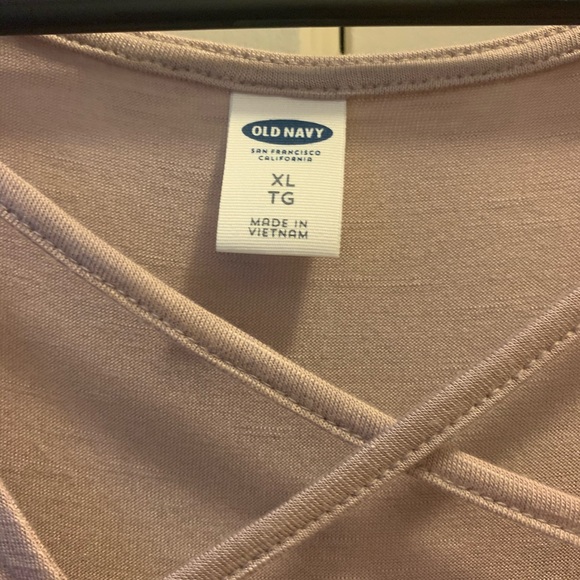 OLD NAVY
SAN FRANCISCO
CALIFORNIA
XL
TG
MADE IN
VIETNAM